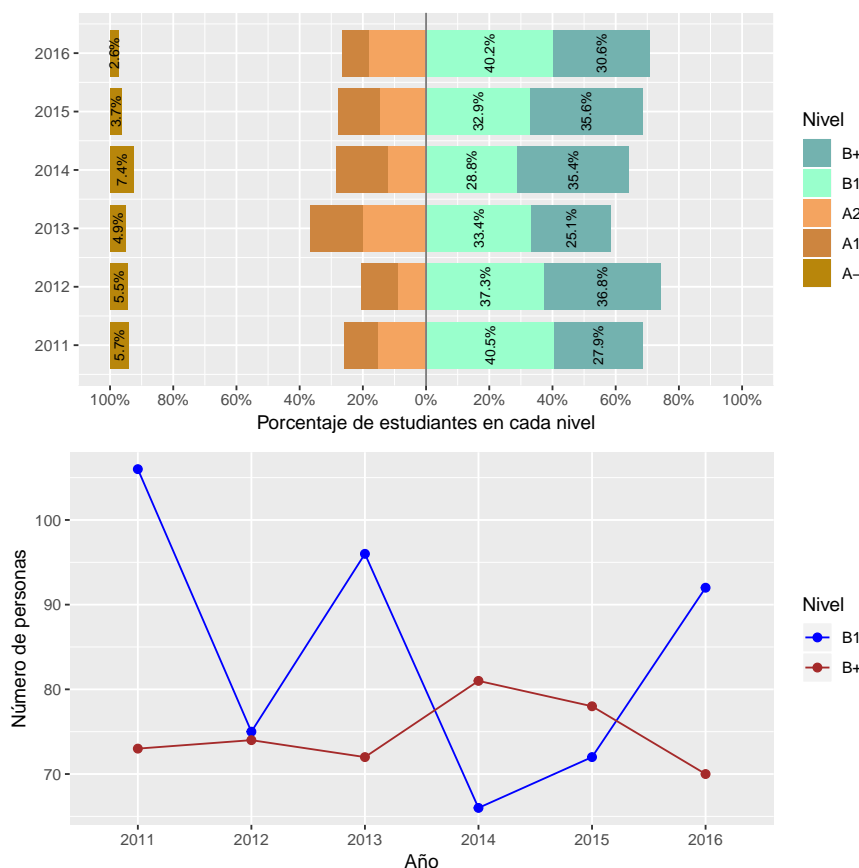 2016
2.6%
40.2%
30.6%
2015
3.7%
32.9%
35.6%
2014
7.4%
28.8%
35.4%
2013
4.9%
33.4%
25.1%
2012
5.5%
37.3%
36.8%
2011
5.7%
40.5%
27.9%
100% 80% 60% 40% 20% 0% 20% 40% 60% 80% 100%
Porcentaje de estudiantes en cada nivel
Nivel
B+
B1
A2
A1
A-
Número de personas
100
90
80
70
2011 2012 2013 2014 2015 2016
Año
Nivel
B1
B+